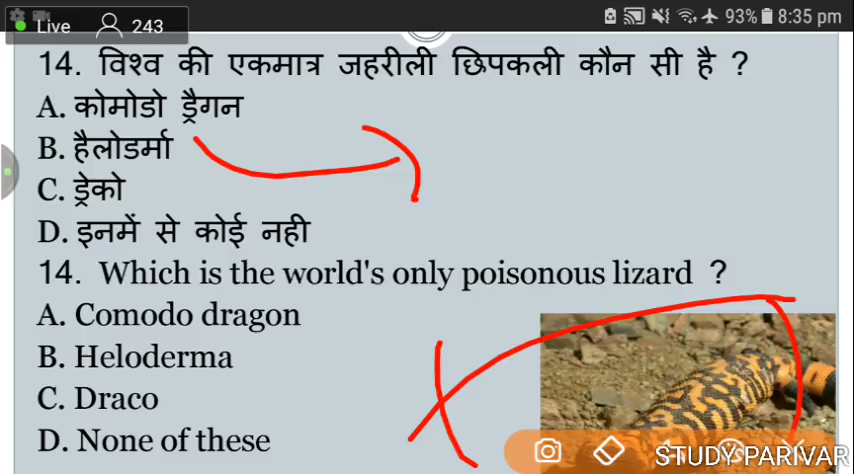 Live 243 93% 8:35 pm
14. विश्व की एकमात्र जहरीली छिपकली कौन सी है ?
A. कोमोडो ड्रैगन
B. हैलोडर्मा
C. ड्रेको
D. इनमें से कोई नही
14. Which is the world's only poisonous lizard ?
A. Comodo dragon
B. Heloderma
C. Draco
D. None of these
STUDY PARIVAR